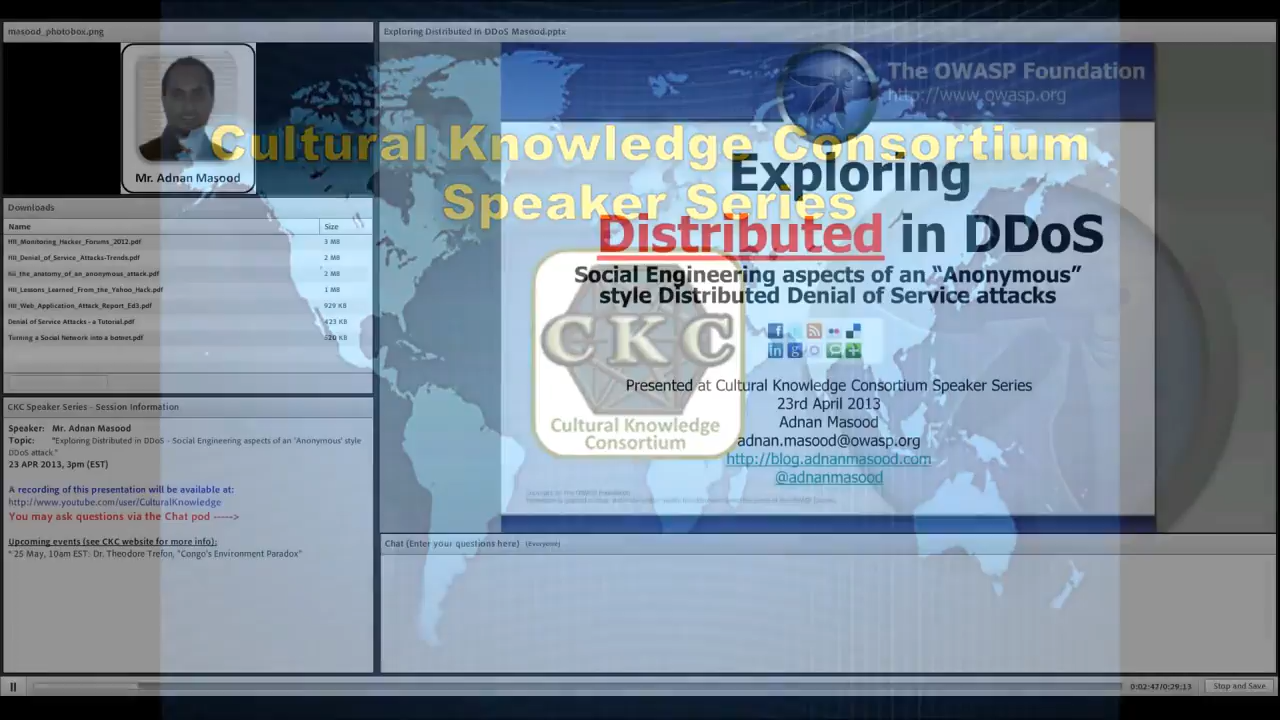 masood_photobox.png
Mr. Adnan Masood
Downloads
Name Size
HII_Monitoring_Hacker_Forums_2012.pdf 3 MB
HII_Denial_of_Service_Attacks-Trends.pdf 2 MB
Hii_the_anatomy_of_an_anonymous_attack.pdf 2 MB
HII_Lessons_Learned_From_the_Yahoo_Hack.pdf 1 MB
HII_Web_Application_Attack_Report_Ed3.pdf 929 KB
Denial of Service Attacks - a Tutorial.pdf 423 KB
Turning a Social Network into a botnet.pdf 320 KB
CKC Speaker Series - Session Information
Speaker: Mr. Adnan Masood
Topic: "Exploring Distributed in DDoS - Social Engineering aspects of an 'Anonymous' style
DDoS attack."
23 APR 2013, 3pm (EST)
A recording of this presentation will be available at:
http://www.youtube.com/user/CulturalKnowledge
You may ask questions via the Chat pod ----->
Upcoming events (see CKC website for more info):
* 25 May, 10am EST: Dr. Theodore Trefon, "Congo's Environment Paradox"
Exploring Distributed in DDoS Masood.pptx
The OWASP Foundation
http://www.owasp.org
Cultural Knowledge Consortium
Speaker Series
Exploring
Distributed in DDoS
Social Engineering aspects of an “Anonymous”
style Distributed Denial of Service attacks
CKC
Cultural Knowledge
Consortium
Presented at Cultural Knowledge Consortium Speaker Series
23rd April 2013
Adnan Masood
adnan.masood@owasp.org
http://blog.adnanmasood.com
@adnanmasood
Chat (Enter your questions here) (Everyone)
0:02:47/0:29:13
Stop and Save